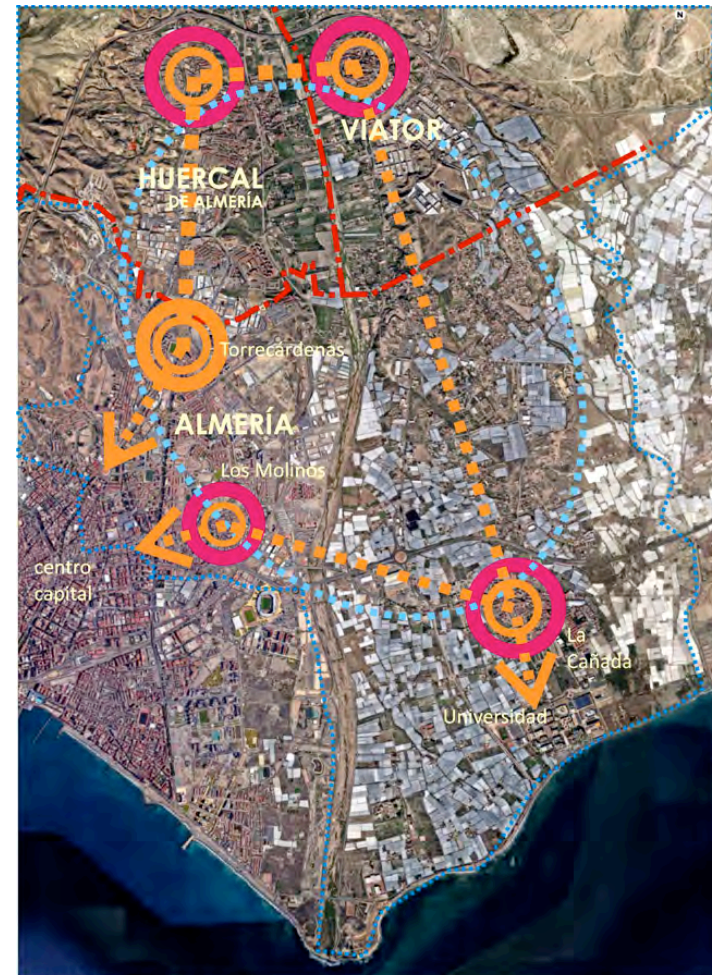 N
VIATOR
HUERCAL
DE ALMERÍA
Torrecárdenas
ALMERÍA
Los Molinos
centro
capital
La
Cañada
Universidad